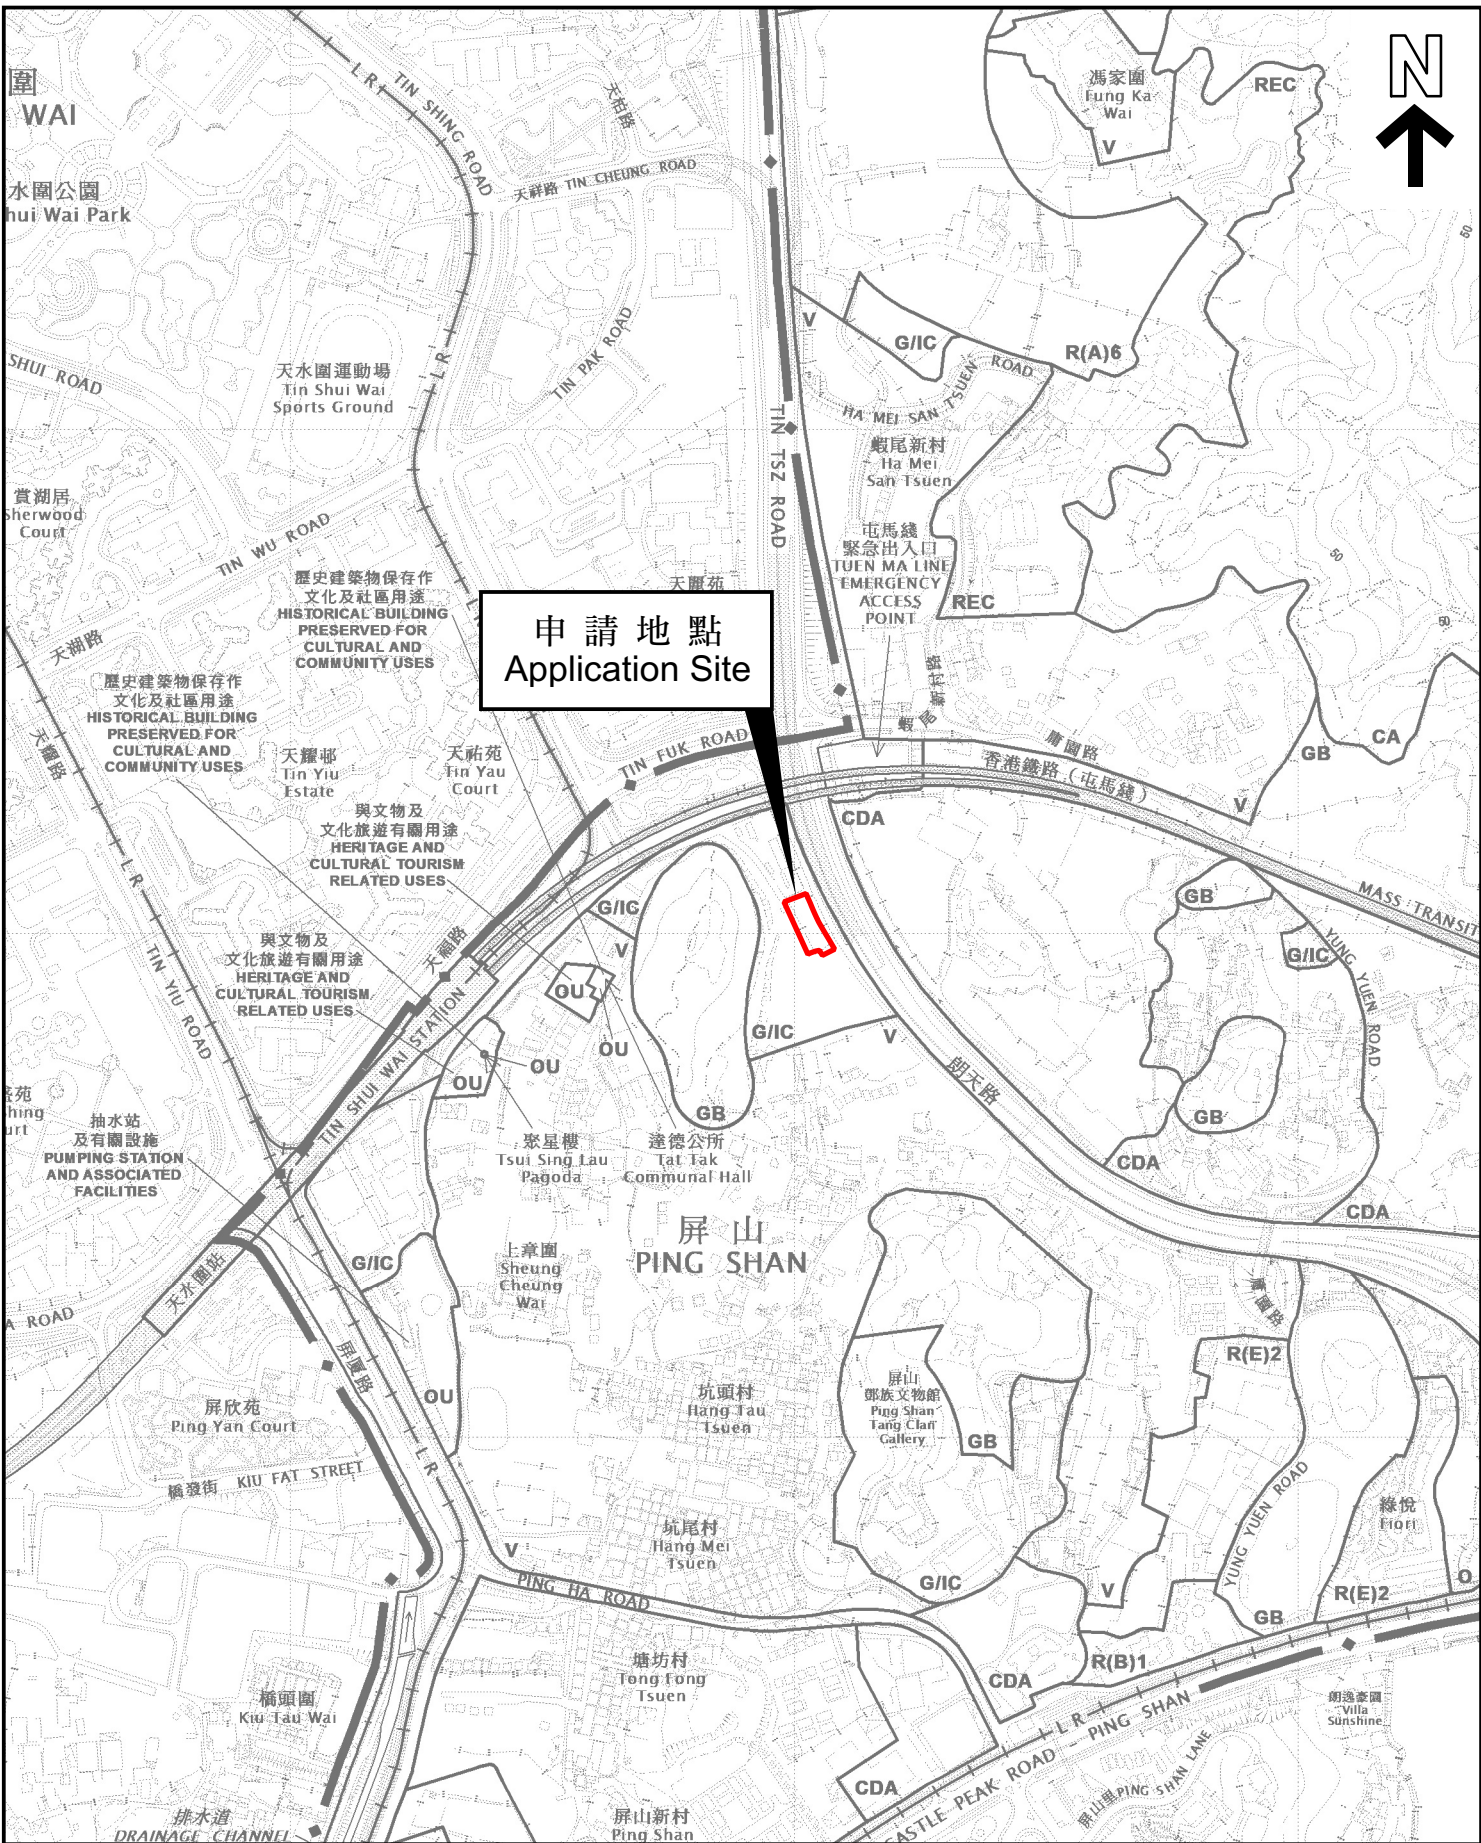 N
圍
WAI
水圍公園
hui Wai Park
L R
TIN SHING ROAD
天柏路
天祥路 TIN CHEUNG ROAD
馮家圍
Fung Ka
Wai
V
REC
60
SHUI ROAD
天水圍運動場
Tin Shui Wai
Sports Ground
L R
TIN PAK ROAD
V
G/IC
R(A)6
HA MEI SAN TSUEN ROAD
TIN TSZ ROAD
蝦尾新村
Ha Mei
San Tsuen
賞湖居
Sherwood
Court
TIN WU ROAD
屯馬綫
緊急出入口
TUEN MA LINE
EMERGENCY
ACCESS
POINT
REC
50
50
歷史建築物保存作
文化及社區用途
HISTORICAL BUILDING
PRESERVED FOR
CULTURAL AND
COMMUNITY USES
天麗苑
申請地點
Application Site
天湖路
歷史建築物保存作
文化及社區用途
HISTORICAL BUILDING
PRESERVED FOR
CULTURAL AND
COMMUNITY USES
天耀路
天耀邨
Tin Yiu
Estate
天祐苑
Tin Yau
Court
TIN FUK ROAD
屏圍路
香港鐵路（屯馬綫）
GB
CA
V
CDA
與文物及
文化旅遊有關用途
HERITAGE AND
CULTURAL TOURISM
RELATED USES
L R
MASS TRANSIT
GB
G/IC
V
G/IC
YUNG YUEN ROAD
天福路
與文物及
文化旅遊有關用途
HERITAGE AND
CULTURAL TOURISM
RELATED USES
TIN YIU ROAD
OU
OU
G/IC
V
TIN SHUI WAI STATION
OU
OU
朗天路
GB
GB
CDA
抽水站
及有關設施
PUMPING STATION
AND ASSOCIATED
FACILITIES
聚星樓
Tsui Sing Lau
Pagoda
達德公所
Tat Tak
Communal Hall
CDA
屏山
PING SHAN
上章圍
Sheung
Cheung
Wai
G/IC
天水圍站
A ROAD
屏廈路
R(E)2
OU
屏欣苑
Ping Yan Court
坑頭村
Hang Tau
Tsuen
屏山
鄧族文物館
Ping Shan
Tang Clan
Gallery
GB
L R
橋發街 KIU FAT STREET
YUNG YUEN ROAD
綠悅
Fiori
坑尾村
Hang Mei
Tsuen
V
PING HA ROAD
G/IC
V
R(E)2
O
GB
塘坊村
Tong Fong
Tsuen
CDA
R(B)1
橋頭圍
Kiu Tau Wai
朗逸豪園
Villa
Sunshine
CDA
L R
CASTLE PEAK ROAD - PING SHAN
屏山里 PING SHAN LANE
排水道
DRAINAGE CHANNEL
屏山新村
Ping Shan